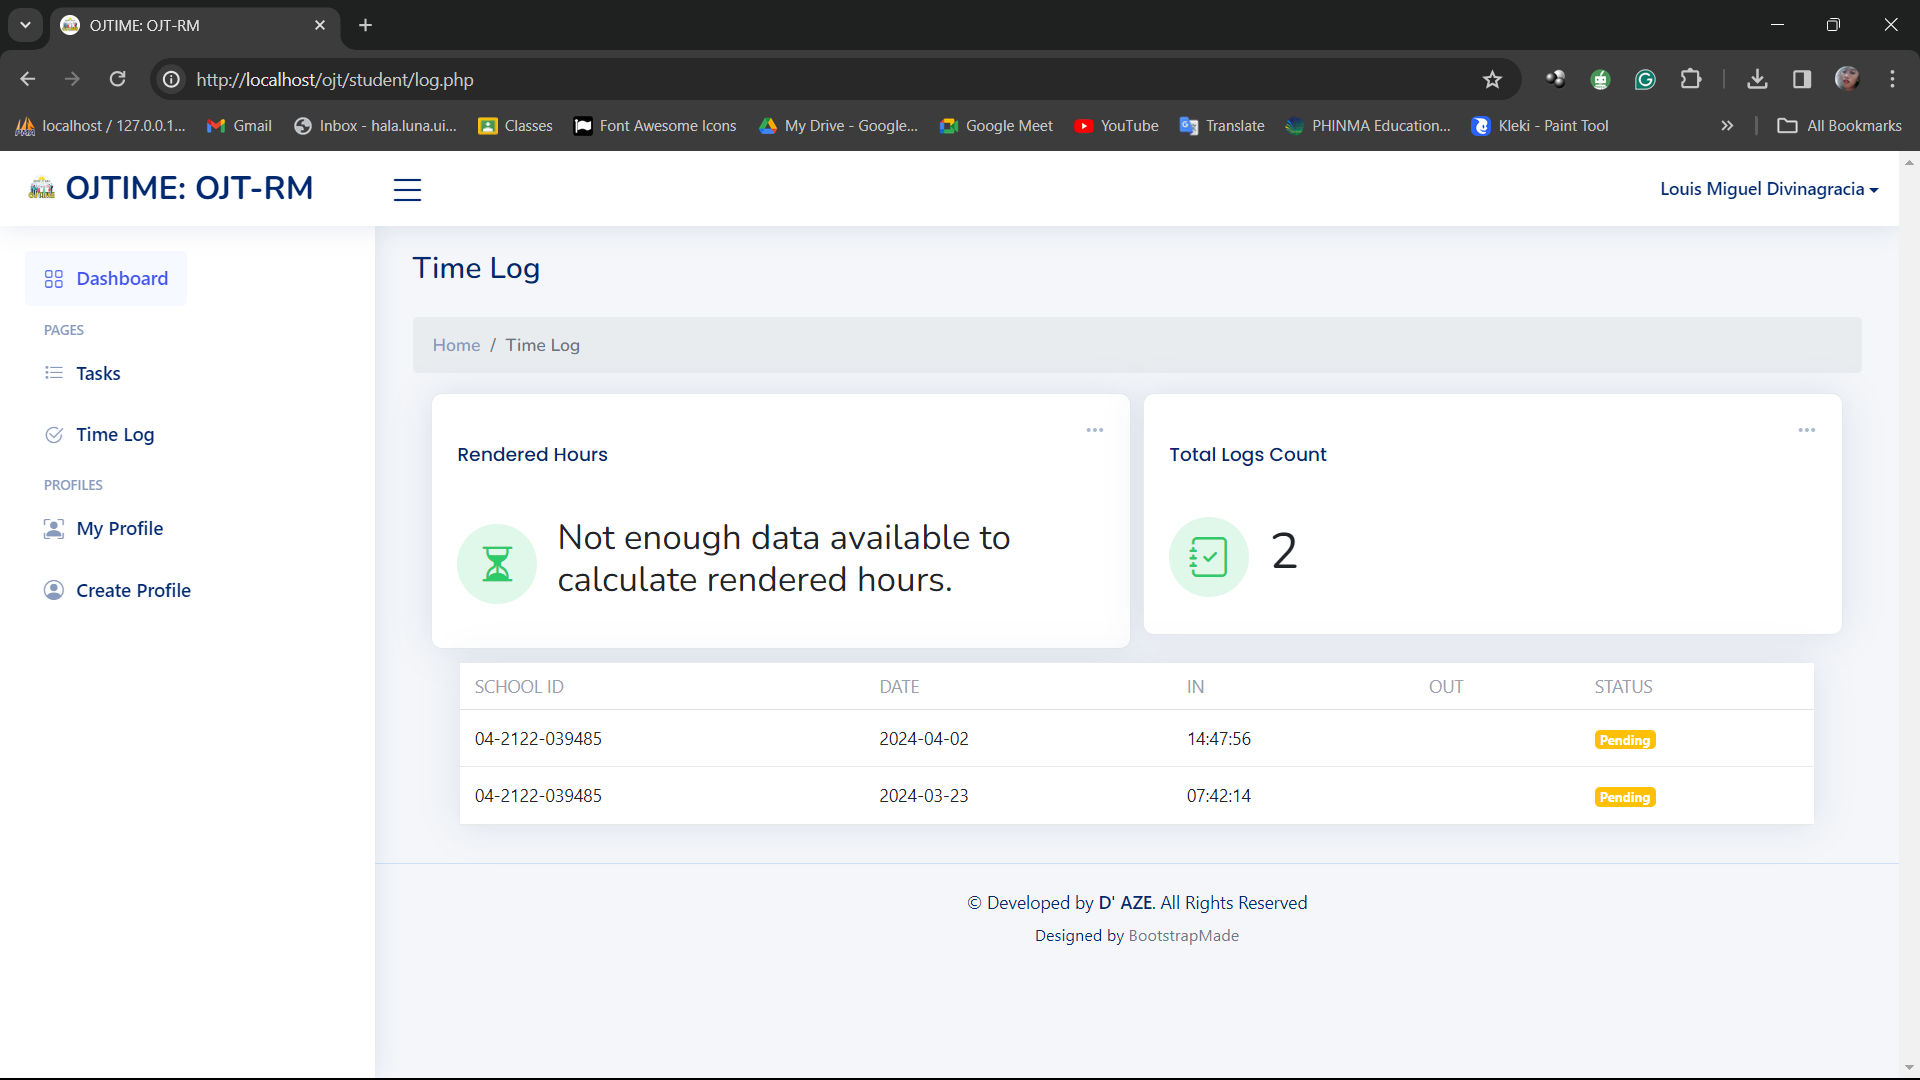 OJTIME: OJT-RM
http://localhost/ojt/student/log.php
localhost / 127.0.0.1...
Gmail
Inbox - hala.luna.ui...
Classes
Font Awesome Icons
My Drive - Google...
Google Meet
YouTube
Translate
PHINMA Education...
Kleki - Paint Tool
All Bookmarks
OJTIME: OJT-RM
Louis Miguel Divinagracia
Dashboard
PAGES
Tasks
Time Log
PROFILES
My Profile
Create Profile
Time Log
Home / Time Log
Rendered Hours
Not enough data available to
calculate rendered hours.
Total Logs Count
2
SCHOOL ID DATE IN OUT STATUS
04-2122-039485 2024-04-02 14:47:56 Pending
04-2122-039485 2024-03-23 07:42:14 Pending
© Developed by D' AZE. All Rights Reserved
Designed by BootstrapMade